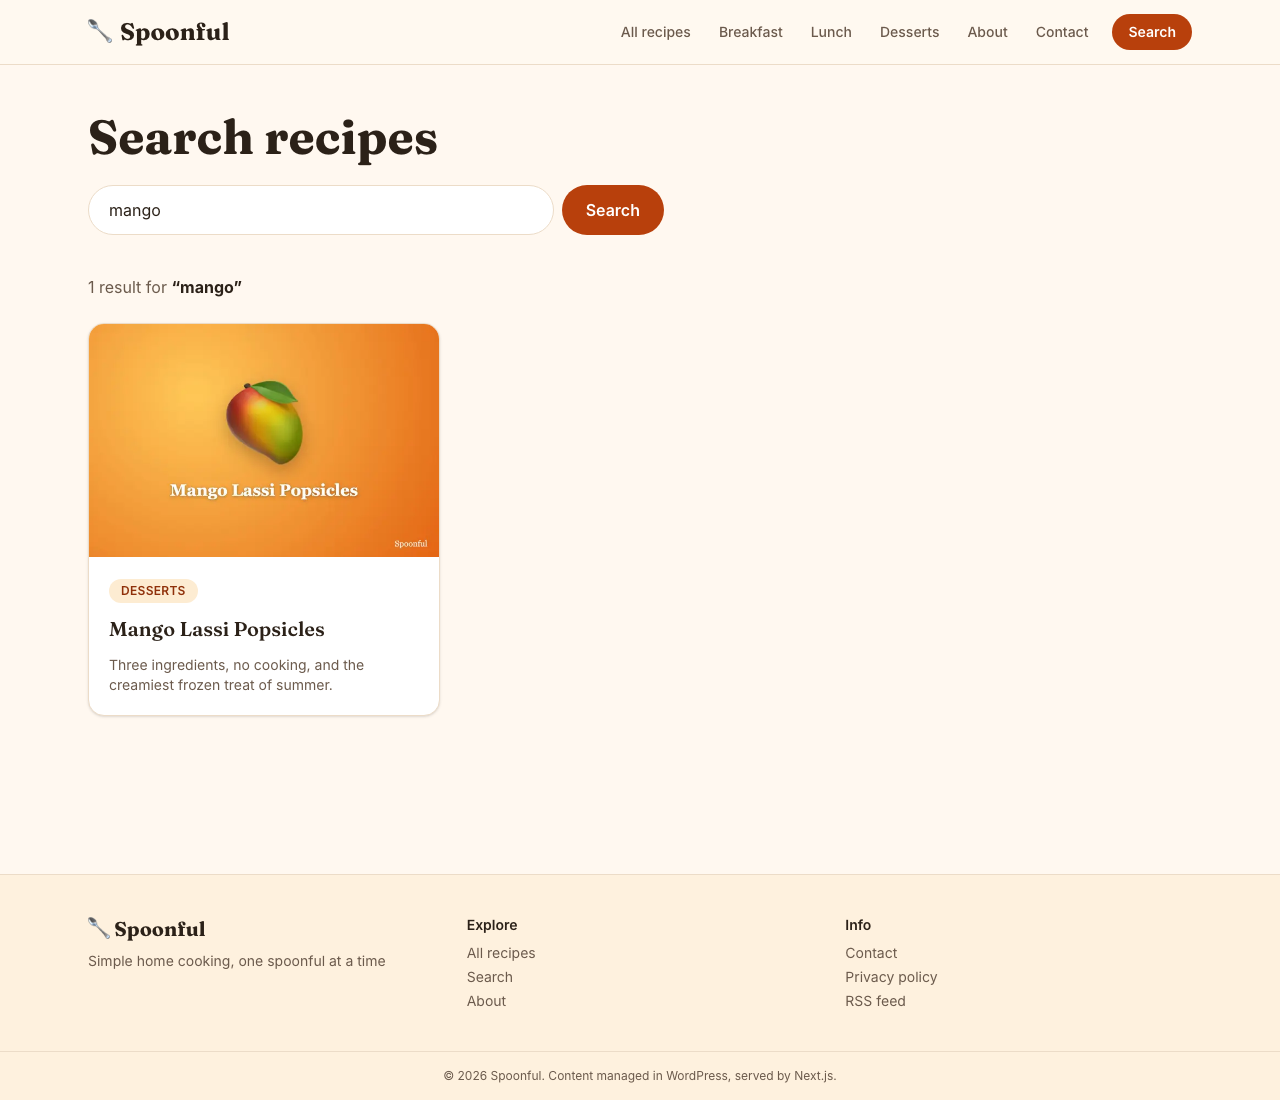 Spoonful
All recipes Breakfast Lunch Desserts About Contact Search
Search recipes
mango
Search
1 result for “mango”
Mango Lassi Popsicles
Spoonful
DESSERTS
Mango Lassi Popsicles
Three ingredients, no cooking, and the
creamiest frozen treat of summer.
Spoonful
Simple home cooking, one spoonful at a time
Explore
All recipes
Search
About
Info
Contact
Privacy policy
RSS feed
© 2026 Spoonful. Content managed in WordPress, served by Next.js.